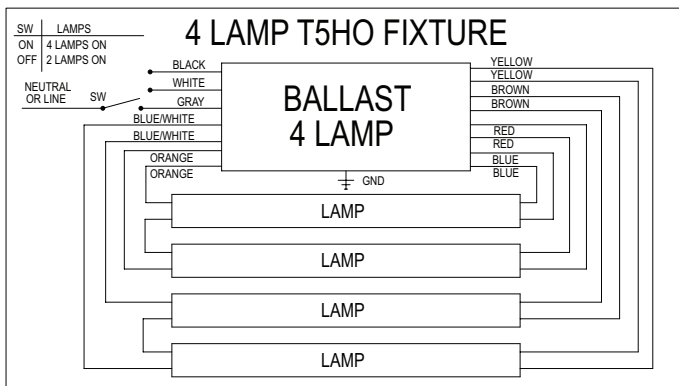 4 LAMP T5HO FIXTURE
SW LAMPS
ON 4 LAMPS ON
OFF 2 LAMPS ON
NEUTRAL
OR LINE
SW
BLACK
WHITE
GRAY
BLUE/WHITE
BLUE/WHITE
ORANGE
ORANGE
BALLAST
4 LAMP
YELLOW
YELLOW
BROWN
BROWN
RED
RED
BLUE
BLUE
GND
LAMP
LAMP
LAMP
LAMP